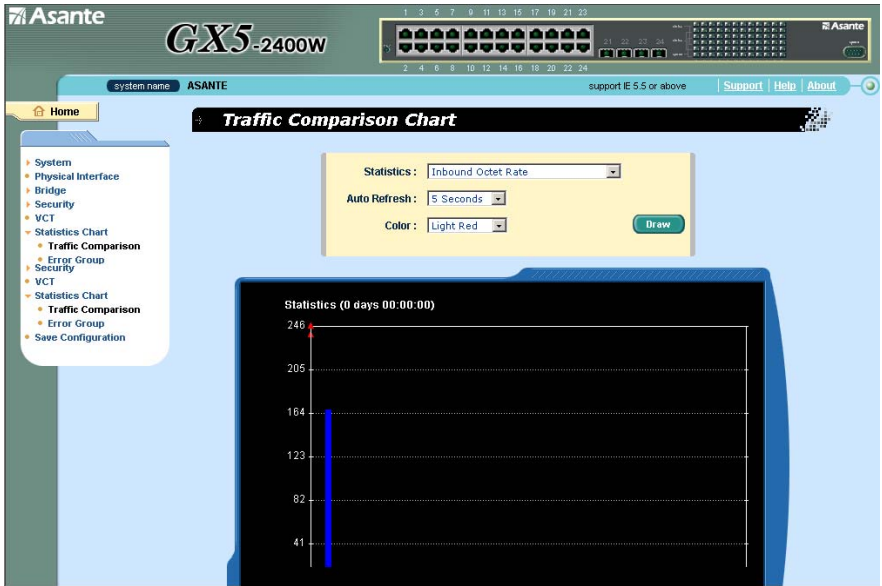 Asante
GX5-2400W
1 3 5 7 9 11 13 15 17 19 21 23
2 4 6 8 10 12 14 16 18 20 22 24
21 22 23 24
Asante
system name ASANTE
support IE 5.5 or above
Support | Help | About
Home
Traffic Comparison Chart
System
Physical Interface
Bridge
Security
VCT
Statistics Chart
Traffic Comparison
Error Group
Security
VCT
Statistics Chart
Traffic Comparison
Error Group
Save Configuration
Statistics : Inbound Octet Rate
Auto Refresh : 5 Seconds
Color : Light Red
Draw
Statistics (0 days 00:00:00)
246
205
164
123
82
41